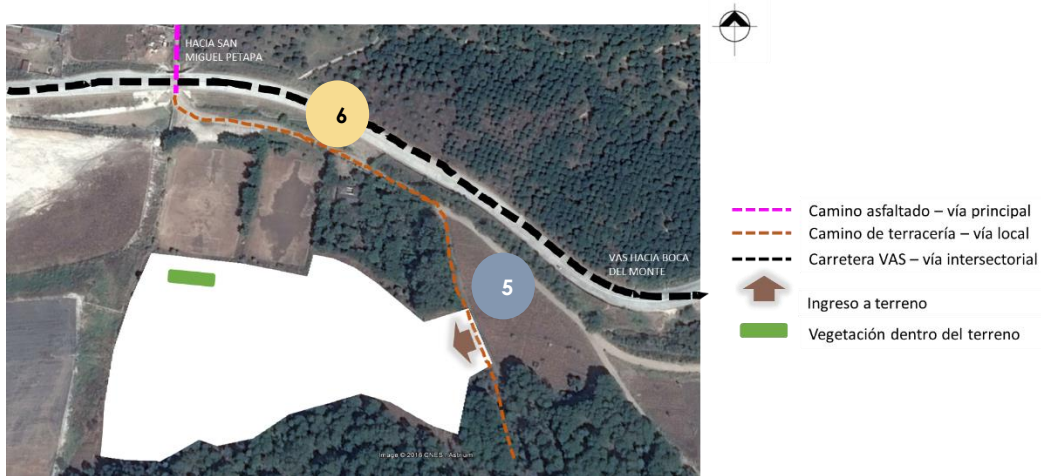 HACIA SAN
MIGUEL PETAPA
6
5
VAS HACIA BOCA
DEL MONTE
Image © 2016 CNES / Astrium
Camino asfaltado – vía principal
Camino de terracería – vía local
Carretera VAS – vía intersectorial
Ingreso a terreno
Vegetación dentro del terreno